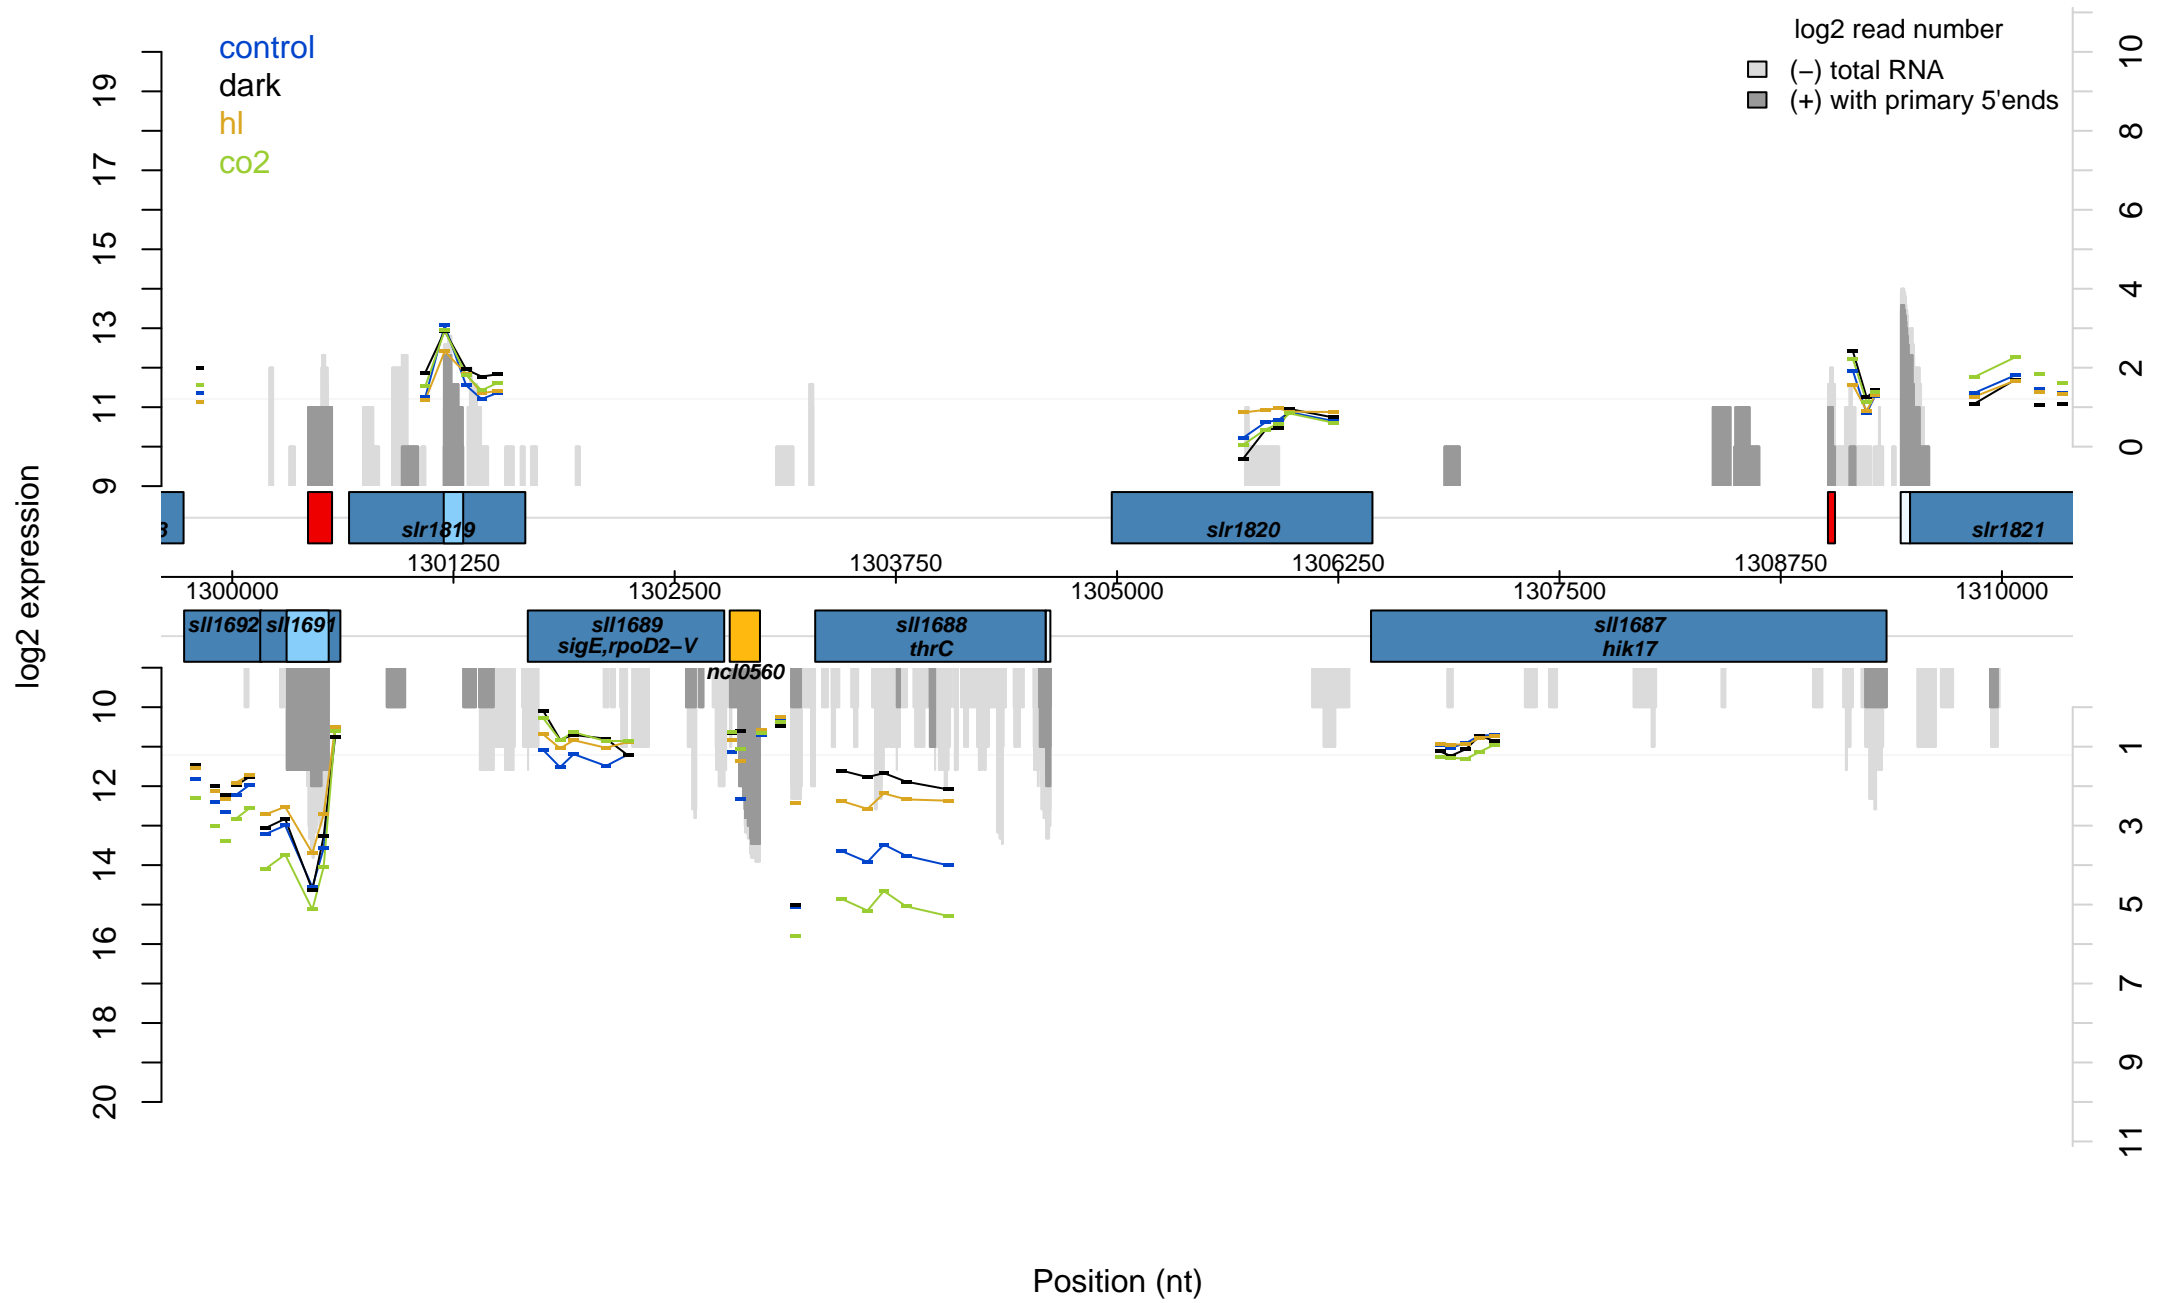 control
dark
hl
co2
log2 read number
(−) total RNA
(+) with primary 5'ends
19
17
15
13
11
9
10
8
6
4
2
0
log2 expression
3
slr1819
slr1820
slr1821
1301250
1303750
1306250
1308750
1300000
1302500
1305000
1307500
1310000
sll1692
sll1691
sll1689
sigE,rpoD2−V
ncl0560
sll1688
thrC
sll1687
hik17
10
12
14
16
18
20
1
3
5
7
9
11
Position (nt)